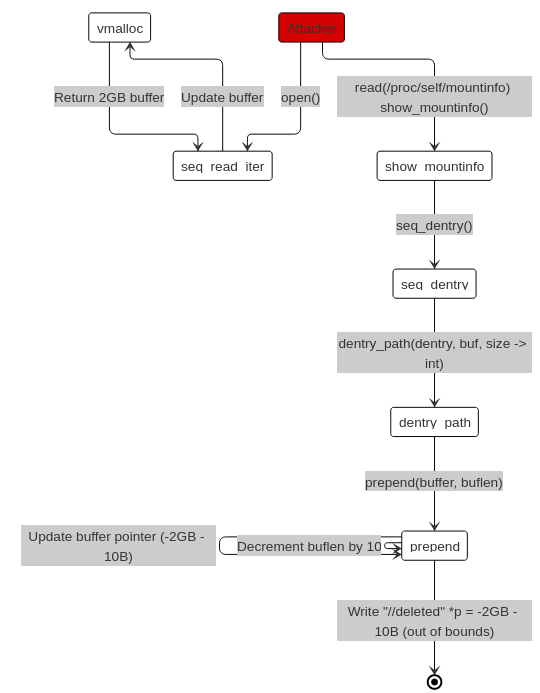 vmalloc
Attacker
Return 2GB buffer
Update buffer
open()
read(/proc/self/mountinfo)
show_mountinfo()
seq_read_iter
show_mountinfo
seq_dentry()
seq_dentry
dentry_path(dentry, buf, size ->
int)
dentry_path
prepend(buffer, buflen)
Update buffer pointer (-2GB -
10B)
Decrement buflen by 10
prepend
Write "//deleted" *p = -2GB -
10B (out of bounds)